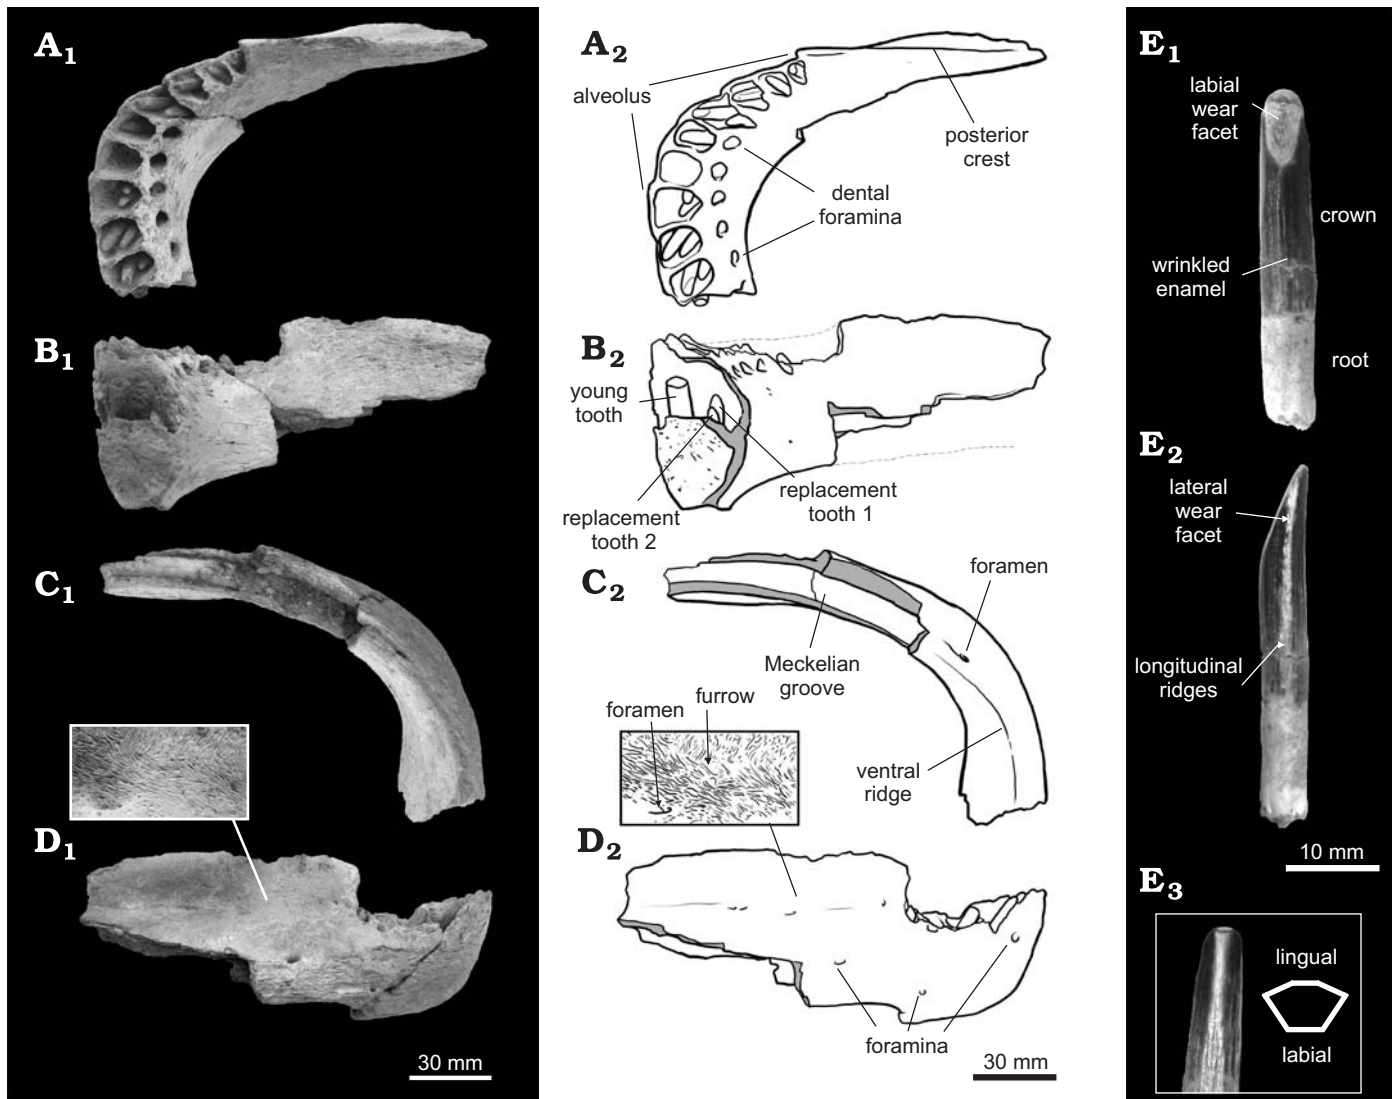 A1
B1
C1
D1
30 mm
A2
alveolus
posterior
crest
dental
foramina
B2
young
tooth
replacement
tooth 1
replacement
tooth 2
C2
foramen
Meckelian
groove
foramen
furrow
ventral
ridge
D2
foramina
30 mm
E1
labial
wear
facet
crown
wrinkled
enamel
root
E2
lateral
wear
facet
longitudinal
ridges
10 mm
E3
lingual
labial